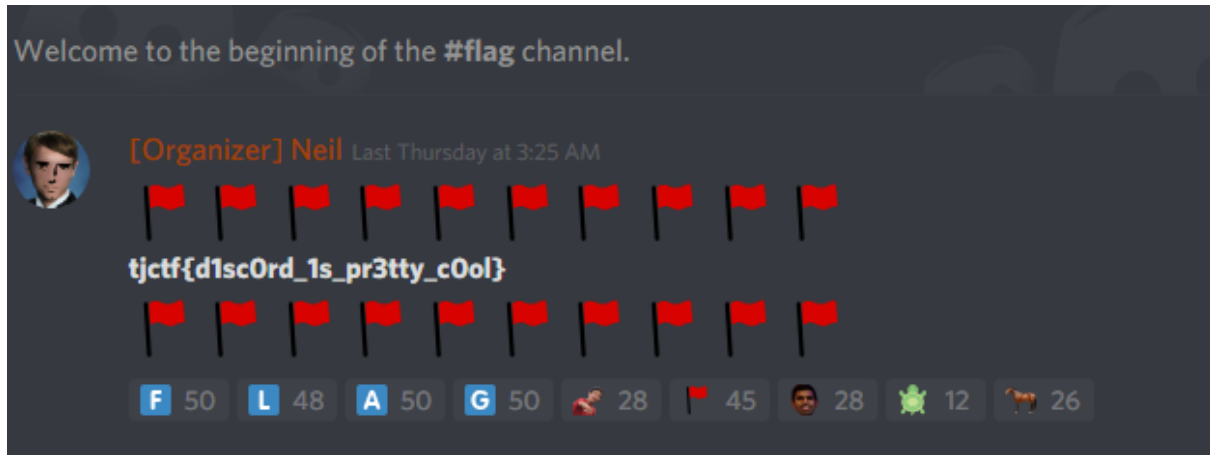 Welcome to the beginning of the #flag channel.
[Organizer] Neil Last Thursday at 3:25 AM
tjctf{d1sc0rd_1s_pr3tty_c0ol}
F 50 L 48 A 50 G 50 28 45 28 12 26